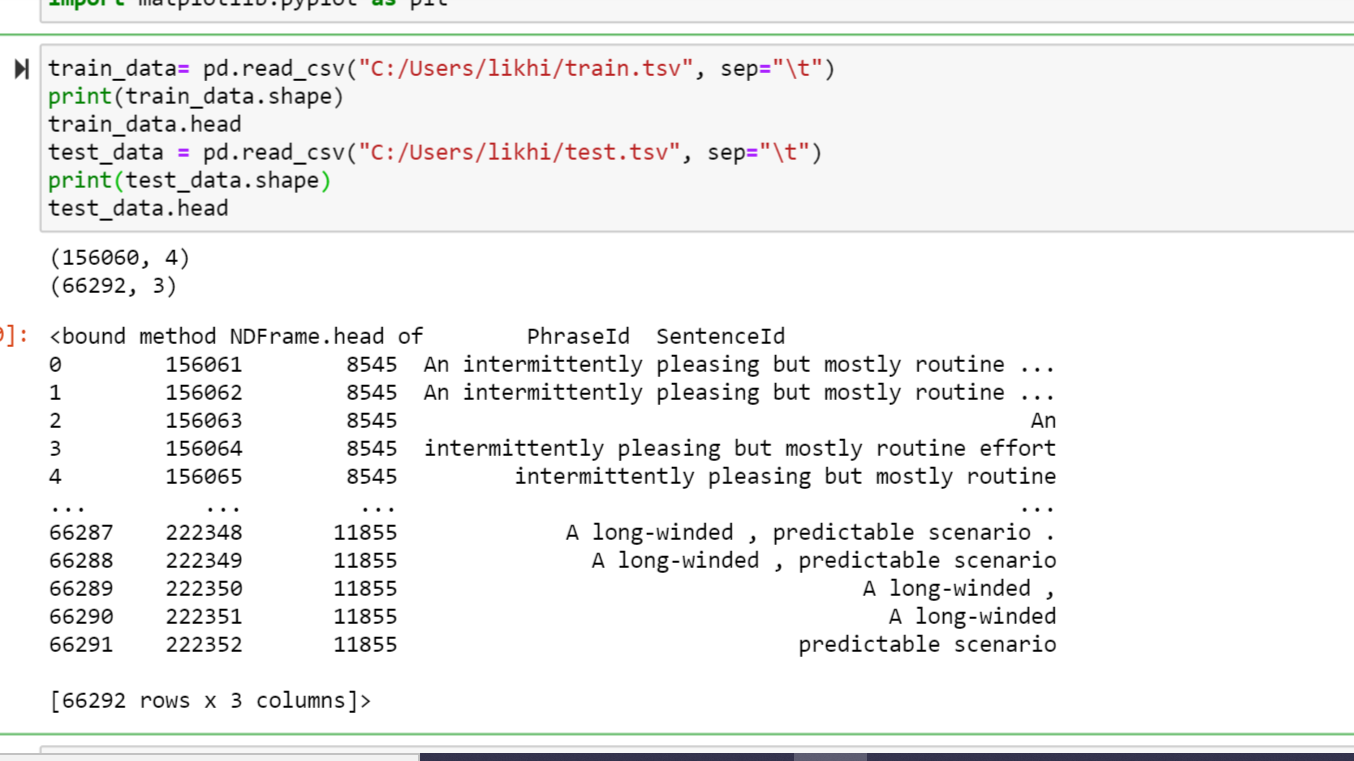 import matplotlib.pyplot as plt
train_data= pd.read_csv("C:/Users/likhi/train.tsv", sep="\t")
print(train_data.shape)
train_data.head
test_data = pd.read_csv("C:/Users/likhi/test.tsv", sep="\t")
print(test_data.shape)
test_data.head
(156060, 4)
(66292, 3)
]: <bound method NDFrame.head of        PhraseId  SentenceId
0        156061        8545  An intermittently pleasing but mostly routine ...
1        156062        8545  An intermittently pleasing but mostly routine ...
2        156063        8545                                                 An
3        156064        8545  intermittently pleasing but mostly routine effort
4        156065        8545         intermittently pleasing but mostly routine
...         ...         ...                                                ...
66287    222348       11855             A long-winded , predictable scenario .
66288    222349       11855               A long-winded , predictable scenario
66289    222350       11855                                    A long-winded ,
66290    222351       11855                                      A long-winded
66291    222352       11855                               predictable scenario
[66292 rows x 3 columns]>